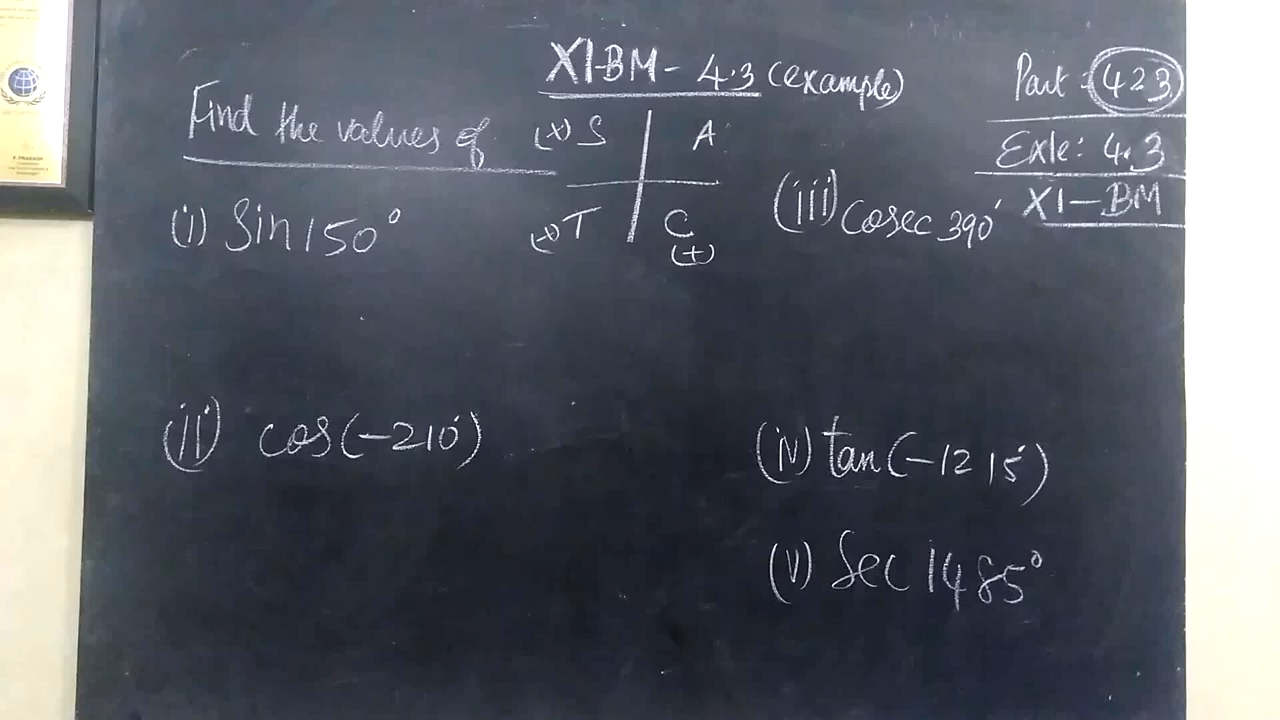 XI-BM - 4.3 (example)
Part : 423
Exle: 4.3
XI - BM
Find the values of
(+) S A
(+) T C
(+)
(i) Sin 150°
(iii) Cosec 390°
(ii) cos(-210°)
(iv) tan(-1215°)
(v) Sec 1485°